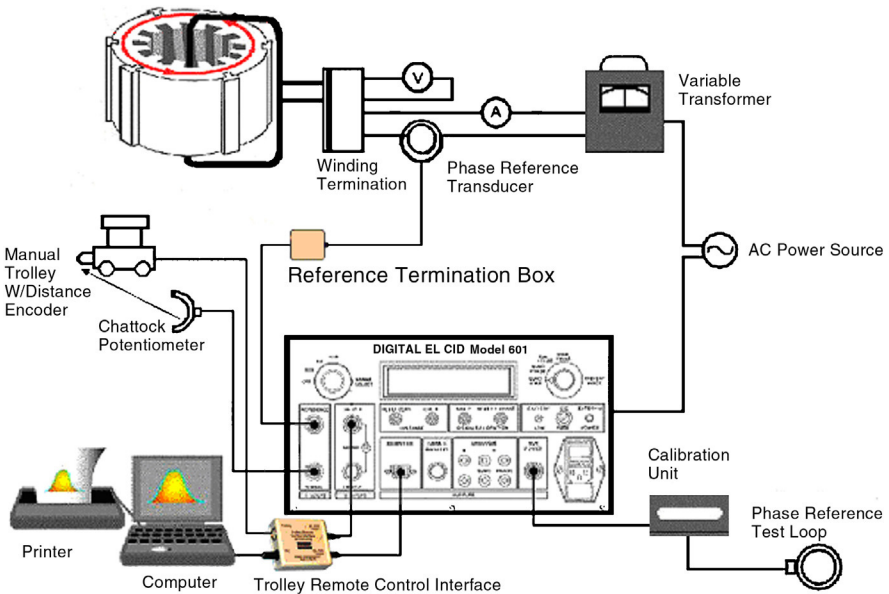 V
A
Variable
Transformer
Winding
Termination
Phase Reference
Transducer
AC Power Source
Manual
Trolley
W/Distance
Encoder
Reference Termination Box
Chattock
Potentiometer
DIGITAL EL CID Model 601
REFERENCE
Calibration
Unit
Phase Reference
Test Loop
Printer
Computer
Trolley Remote Control Interface